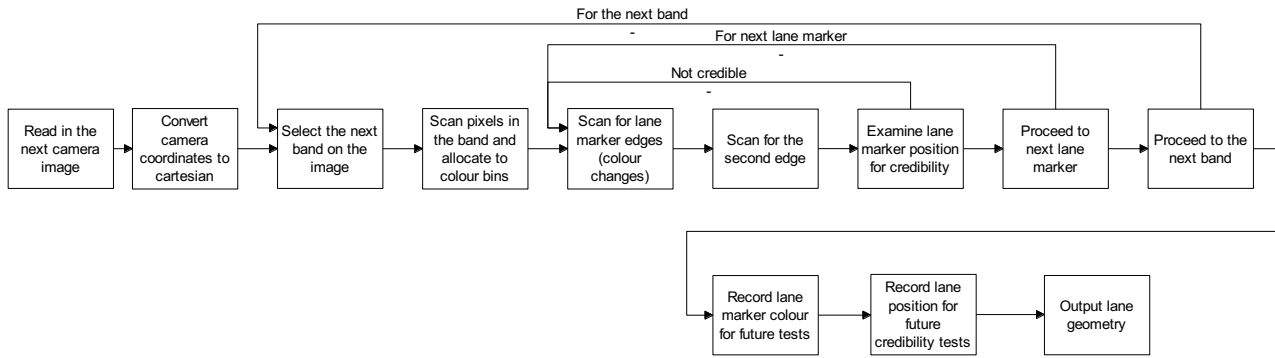 For the next band
-
For next lane marker
-
Not credible
-
Read in the
next camera
image
Convert
camera
coordinates to
cartesian
Select the next
band on the
image
Scan pixels in
the band and
allocate to
colour bins
Scan for lane
marker edges
(colour
changes)
Scan for the
second edge
Examine lane
marker position
for credibility
Proceed to
next lane
marker
Proceed to the
next band
Record lane
marker colour
for future tests
Record lane
position for
future
credibility tests
Output lane
geometry